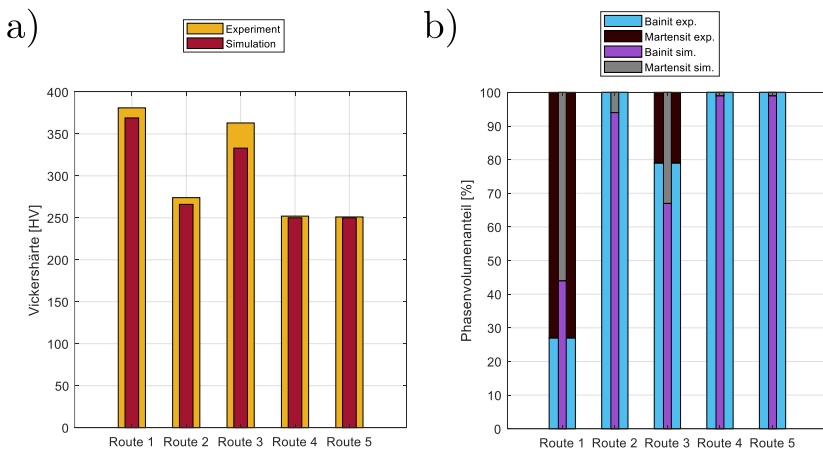 a)
Experiment
Simulation
400
350
300
250
200
150
100
50
0
Vickershärte [HV]
Route 1 Route 2 Route 3 Route 4 Route 5
b)
Bainit exp.
Martensit exp.
Bainit sim.
Martensit sim.
100
90
80
70
60
50
40
30
20
10
0
Phasenvolumenanteil [%]
Route 1 Route 2 Route 3 Route 4 Route 5